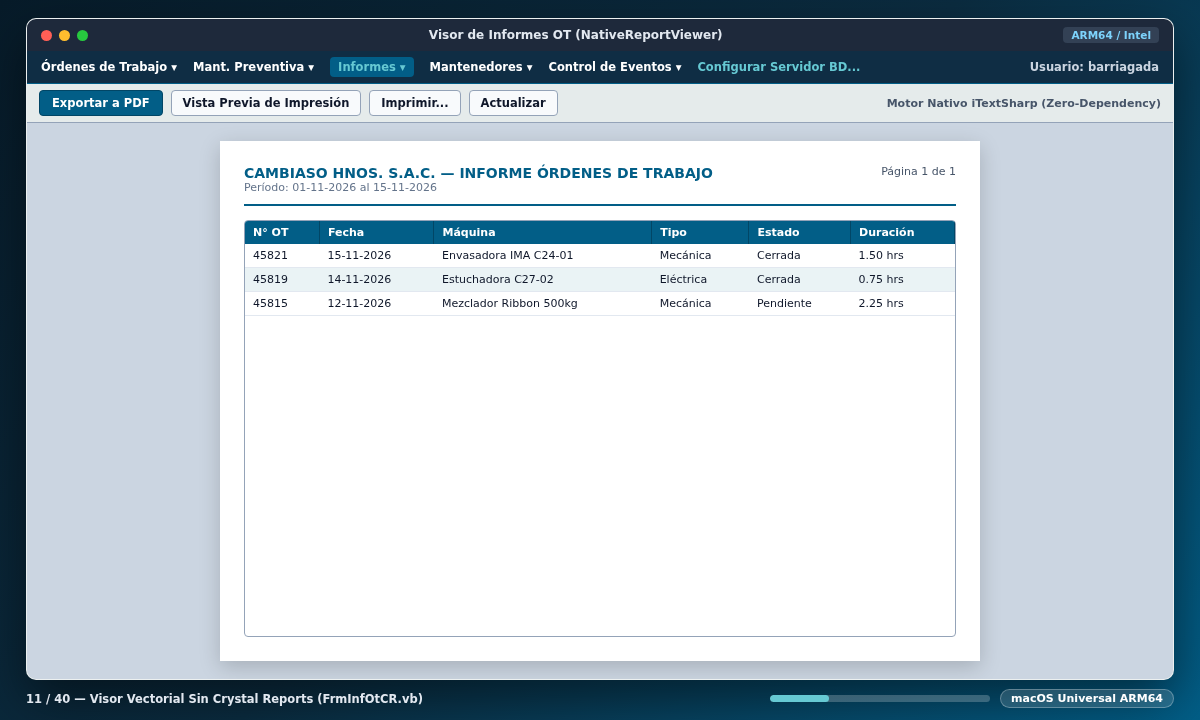 Visor de Informes OT (NativeReportViewer)
ARM64 / Intel
Órdenes de Trabajo ▾ Mant. Preventiva ▾ Informes ▾ Mantenedores ▾ Control de Eventos ▾ Configurar Servidor BD... Usuario: barriagada
Exportar a PDF Vista Previa de Impresión Imprimir... Actualizar Motor Nativo iTextSharp (Zero-Dependency)
CAMBIASO HNOS. S.A.C. — INFORME ÓRDENES DE TRABAJO Página 1 de 1
Período: 01-11-2026 al 15-11-2026
N° OT Fecha Máquina Tipo Estado Duración
45821 15-11-2026 Envasadora IMA C24-01 Mecánica Cerrada 1.50 hrs
45819 14-11-2026 Estuchadora C27-02 Eléctrica Cerrada 0.75 hrs
45815 12-11-2026 Mezclador Ribbon 500kg Mecánica Pendiente 2.25 hrs
11 / 40 — Visor Vectorial Sin Crystal Reports (FrmInfOtCR.vb) macOS Universal ARM64